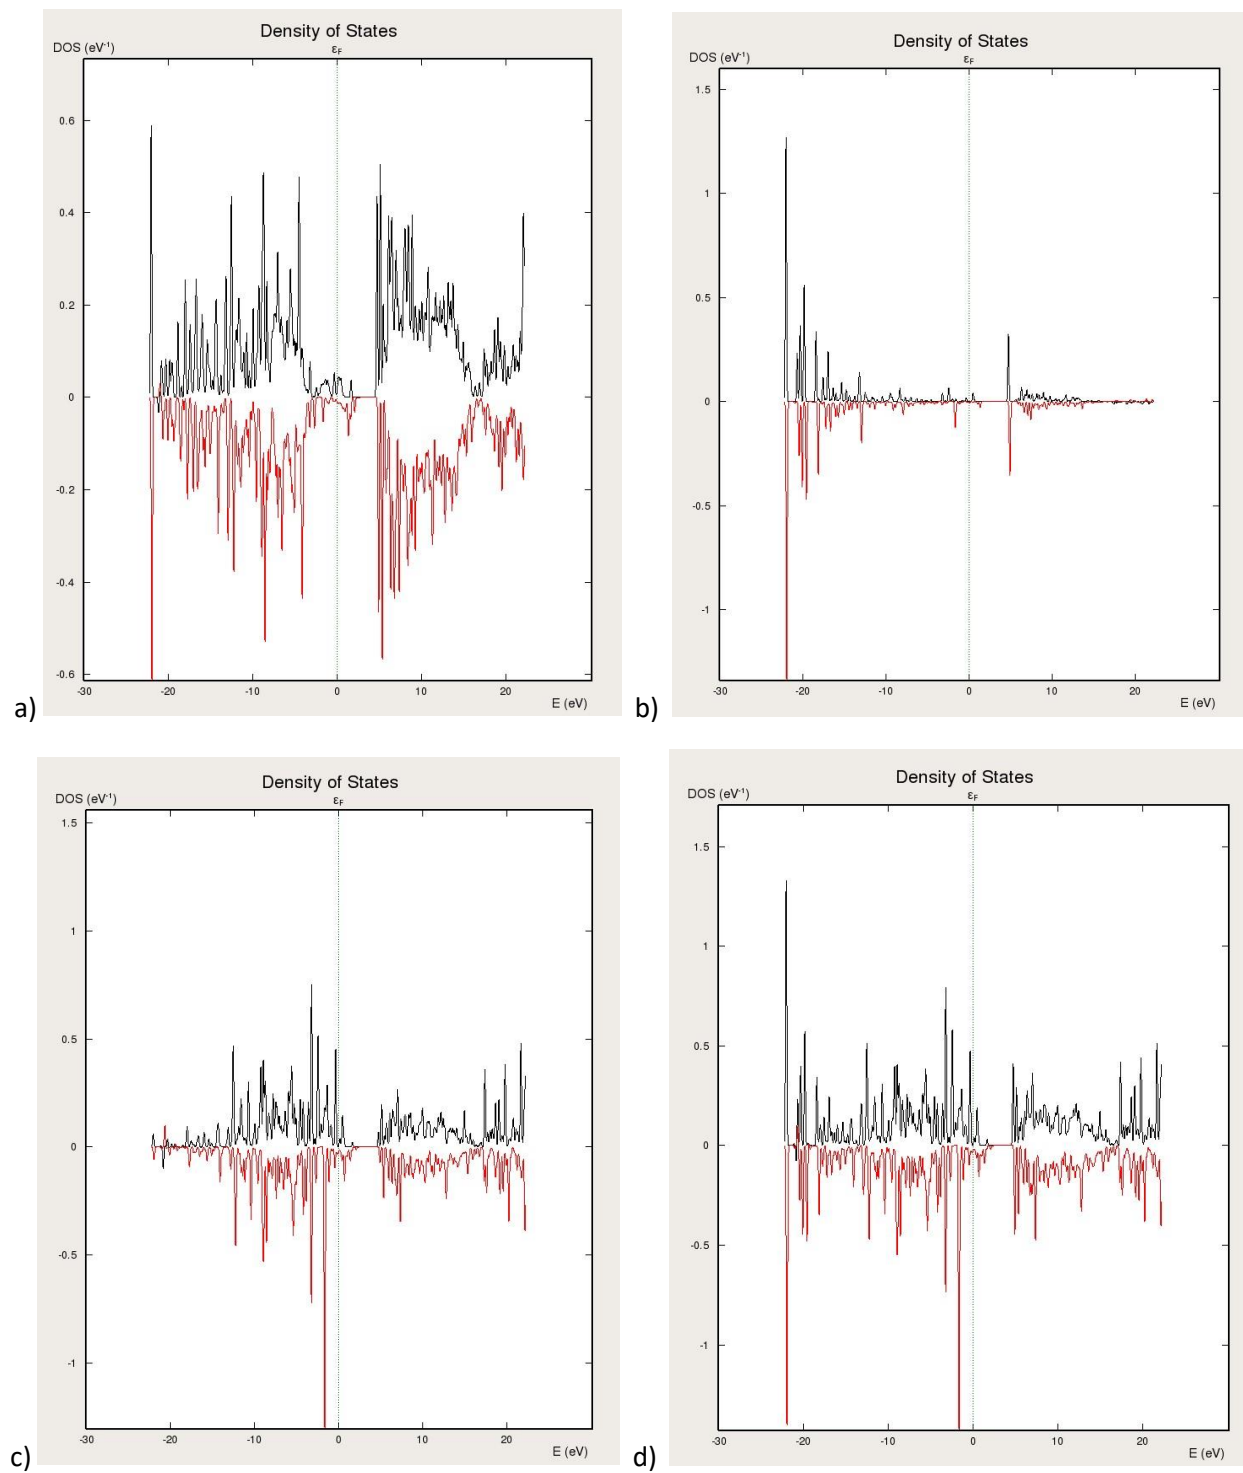 Density of States
DOS (eV⁻¹)
εF
0.6
0.4
0.2
0
-0.2
-0.4
-0.6
-30 -20 -10 0 10 20
E (eV)
a)
Density of States
DOS (eV⁻¹)
εF
1.5
1
0.5
0
-0.5
-1
-30 -20 -10 0 10 20
E (eV)
b)
Density of States
DOS (eV⁻¹)
εF
1.5
1
0.5
0
-0.5
-1
-30 -20 -10 0 10 20
E (eV)
c)
Density of States
DOS (eV⁻¹)
εF
1.5
1
0.5
0
-0.5
-1
-30 -20 -10 0 10 20
E (eV)
d)